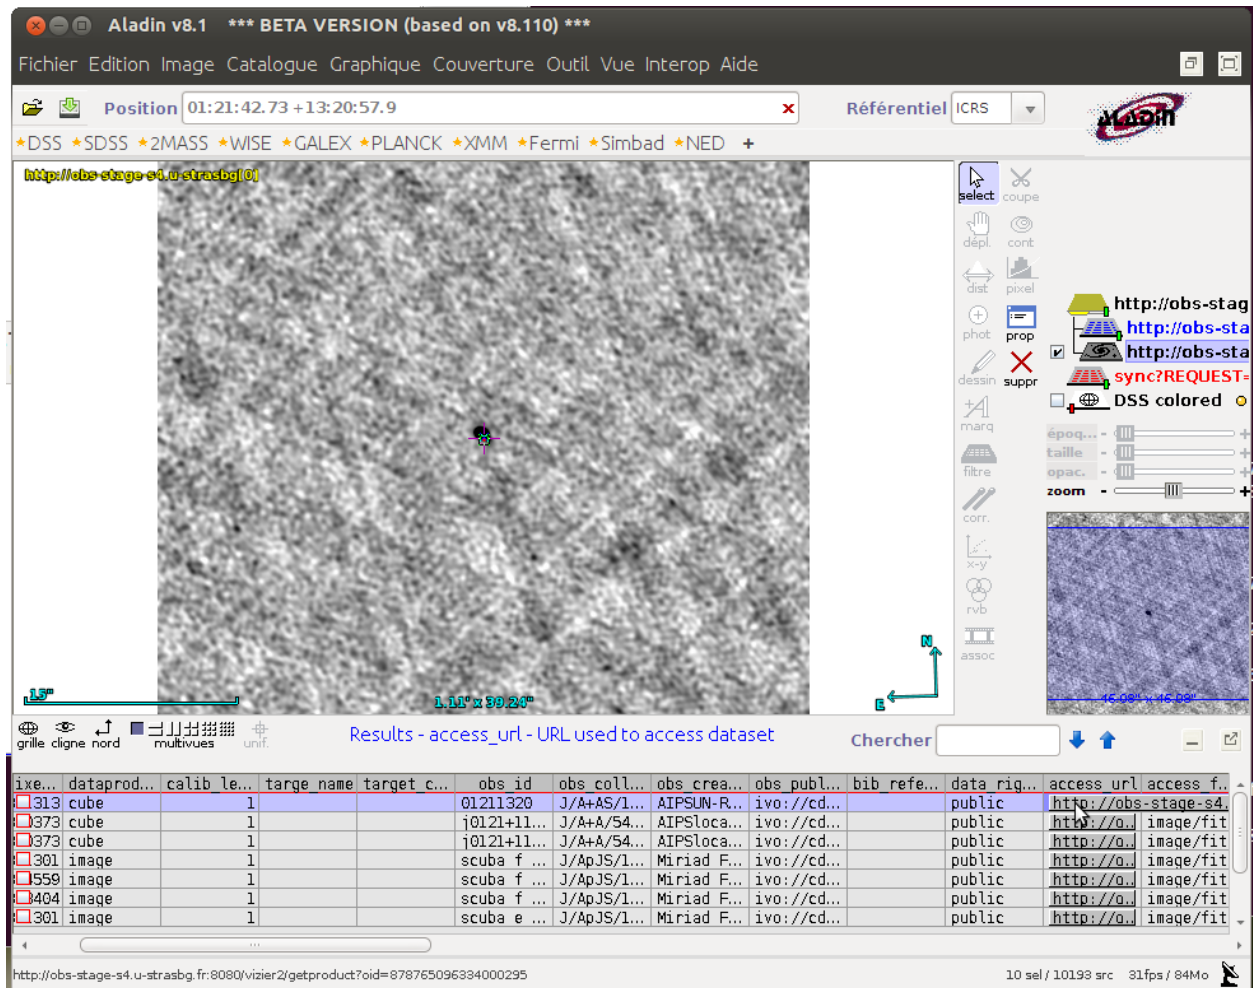 Aladin v8.1 *** BETA VERSION (based on v8.110) ***
Fichier Edition Image Catalogue Graphique Couverture Outil Vue Interop Aide
Position 01:21:42.73 +13:20:57.9 x Référentiel ICRS ALADIN
DSS SDSS 2MASS WISE GALEX PLANCK XMM Fermi Simbad NED +
http://obs-stage-s4.u-strasbg[0]
select coupe
dépl. cont
dist pixel
phot prop
dessin suppr
marq
filtre
corr.
x-y
rvb
assoc
http://obs-stag
http://obs-sta
http://obs-sta
sync?REQUEST=
DSS colored
époq... - +
taille - +
opac. - +
zoom - +
15"
1.11' x 39.24"
N
E
16.08" x 16.08"
grille cligne nord multivues unif.
Results - access_url - URL used to access dataset
Chercher
ixe... dataprod... calib_le... targe_name target_c... obs_id obs_coll... obs_crea... obs_publ... bib_refe... data_rig... access_url access_f...
313 cube 1 01211320 J/A+AS/1... AIPSUN-R... ivo://cd... public http://obs-stage-s4.
0373 cube 1 j0121+11... J/A+A/54... AIPSloca... ivo://cd... public http://o.. image/fit
0373 cube 1 j0121+11... J/A+A/54... AIPSloca... ivo://cd... public http://o.. image/fit
301 image 1 scuba f ... J/ApJS/1... Miriad F... ivo://cd... public http://o.. image/fit
4559 image 1 scuba f ... J/ApJS/1... Miriad F... ivo://cd... public http://o.. image/fit
3404 image 1 scuba f ... J/ApJS/1... Miriad F... ivo://cd... public http://o.. image/fit
301 image 1 scuba e ... J/ApJS/1... Miriad F... ivo://cd... public http://o.. image/fit
http://obs-stage-s4.u-strasbg.fr:8080/vizier2/getproduct?oid=878765096334000295
10 sel / 10193 src 31fps / 84Mo